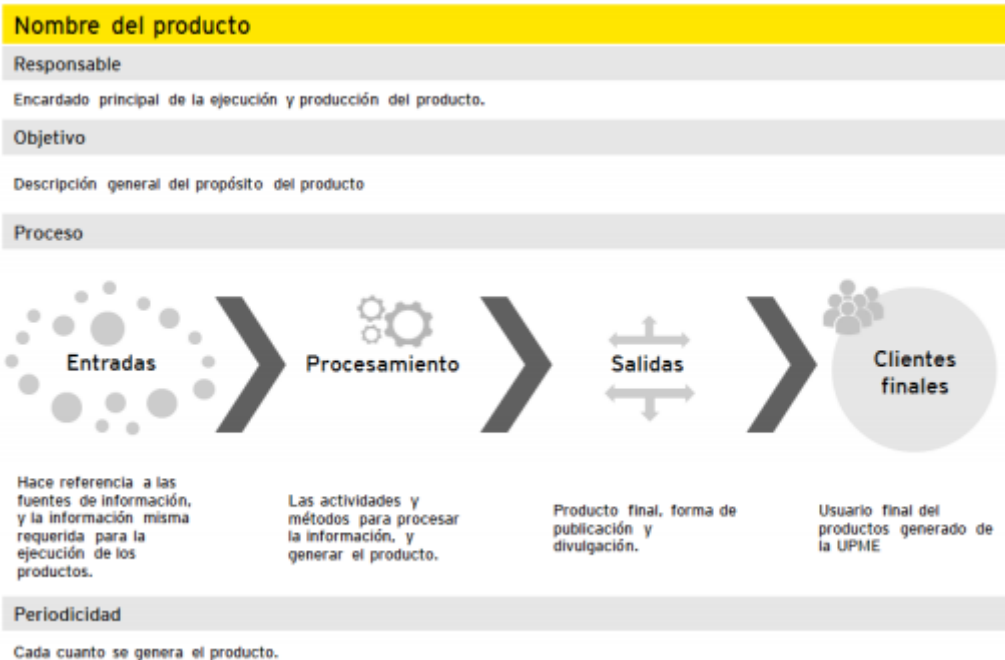 Nombre del producto
Responsable
Encardado principal de la ejecución y producción del producto.
Objetivo
Descripción general del propósito del producto
Proceso
Entradas
Procesamiento
Salidas
Clientes
finales
Hace referencia a las
fuentes de información,
y la información misma
requerida para la
ejecución de los
productos.
Las actividades y
métodos para procesar
la información, y
generar el producto.
Producto final, forma de
publicación y
divulgación.
Usuario final del
productos generado de
la UPME
Periodicidad
Cada cuanto se genera el producto.